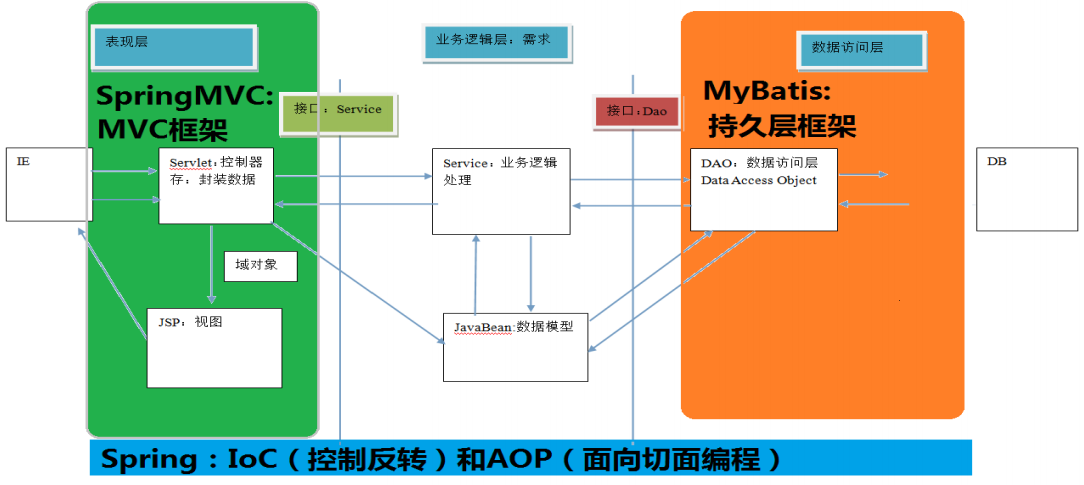 表现层
业务逻辑层：需求
数据访问层
SpringMVC:
MVC框架
接口：Service
接口:Dao
MyBatis:
持久层框架
IE
Servlet:控制器
存：封装数据
Service：业务逻辑
处理
DAO：数据访问层
Data Access Object
DB
域对象
JSP：视图
JavaBean:数据模型
Spring：IoC（控制反转）和AOP（面向切面编程）